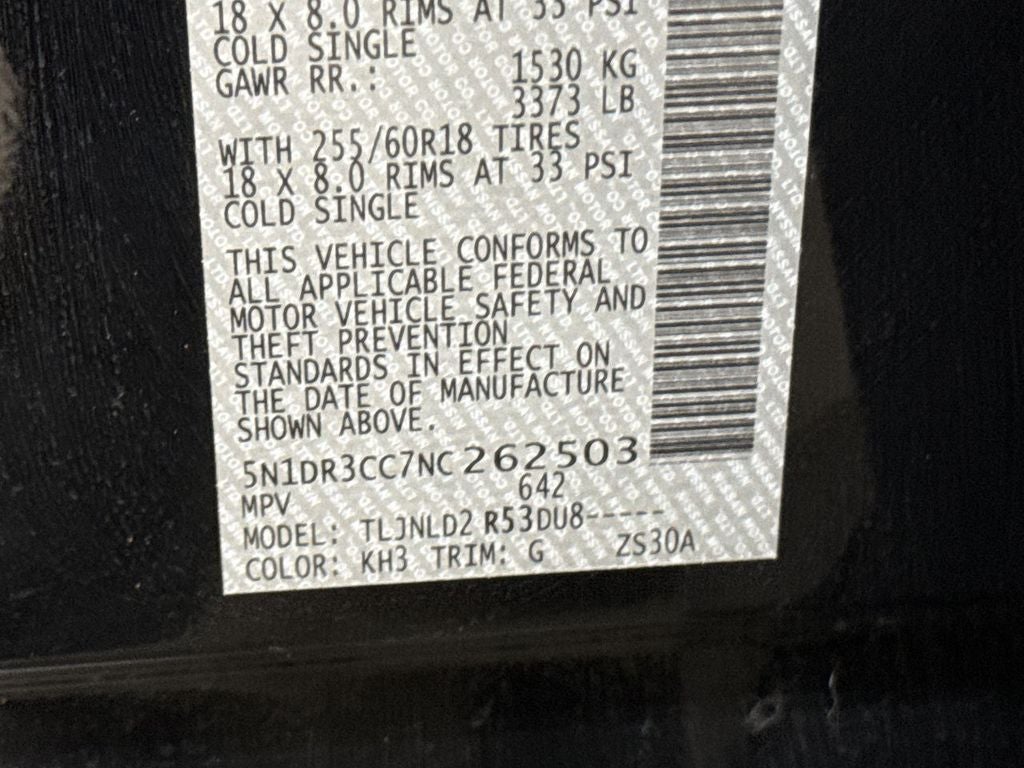 18 X 8.0 RIMS AT 33 PSI
COLD SINGLE
GAWR RR.: 1530 KG
3373 LB
WITH 255/60R18 TIRES
18 X 8.0 RIMS AT 33 PSI
COLD SINGLE
THIS VEHICLE CONFORMS TO
ALL APPLICABLE FEDERAL
MOTOR VEHICLE SAFETY AND
THEFT PREVENTION
STANDARDS IN EFFECT ON
THE DATE OF MANUFACTURE
SHOWN ABOVE.
5N1DR3CC7NC262503
MPV 642
MODEL: TLJNLD2 R53DU8-----
COLOR: KH3 TRIM: G ZS30A